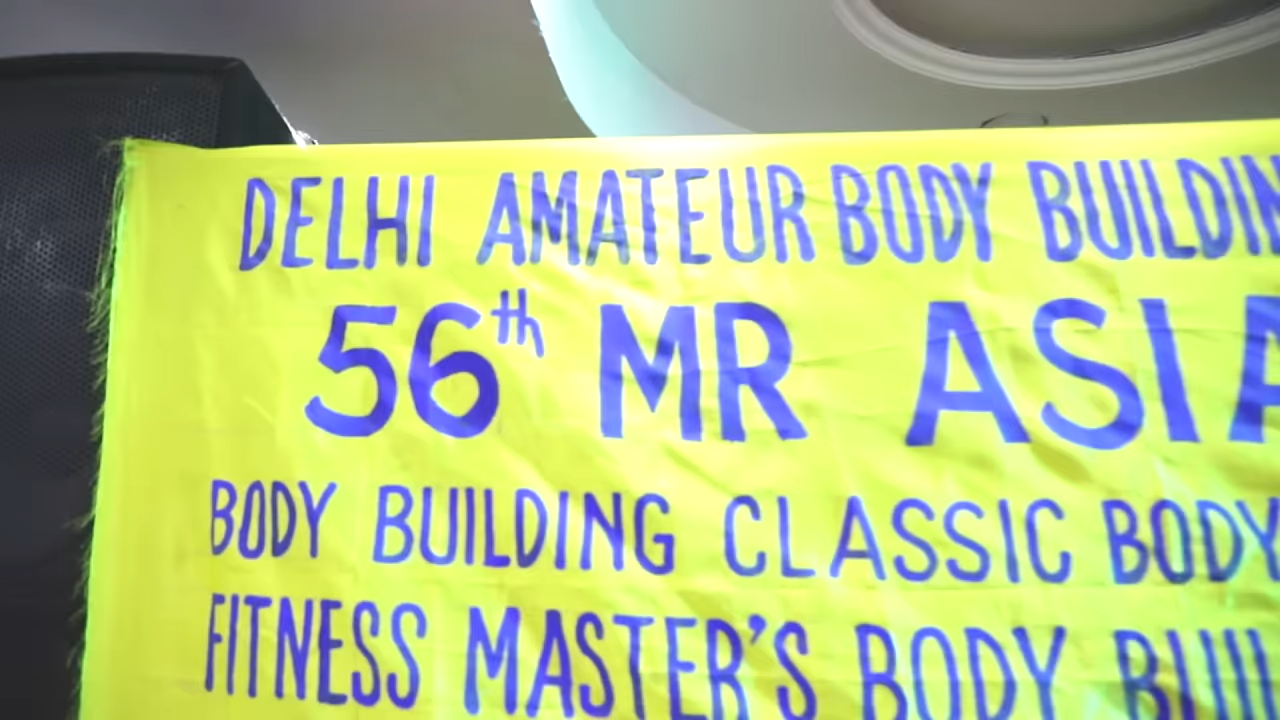 DELHI AMATEUR BODY BUILDIN
56th MR ASIA
BODY BUILDING CLASSIC BODY
FITNESS MASTER'S BODY BUIL